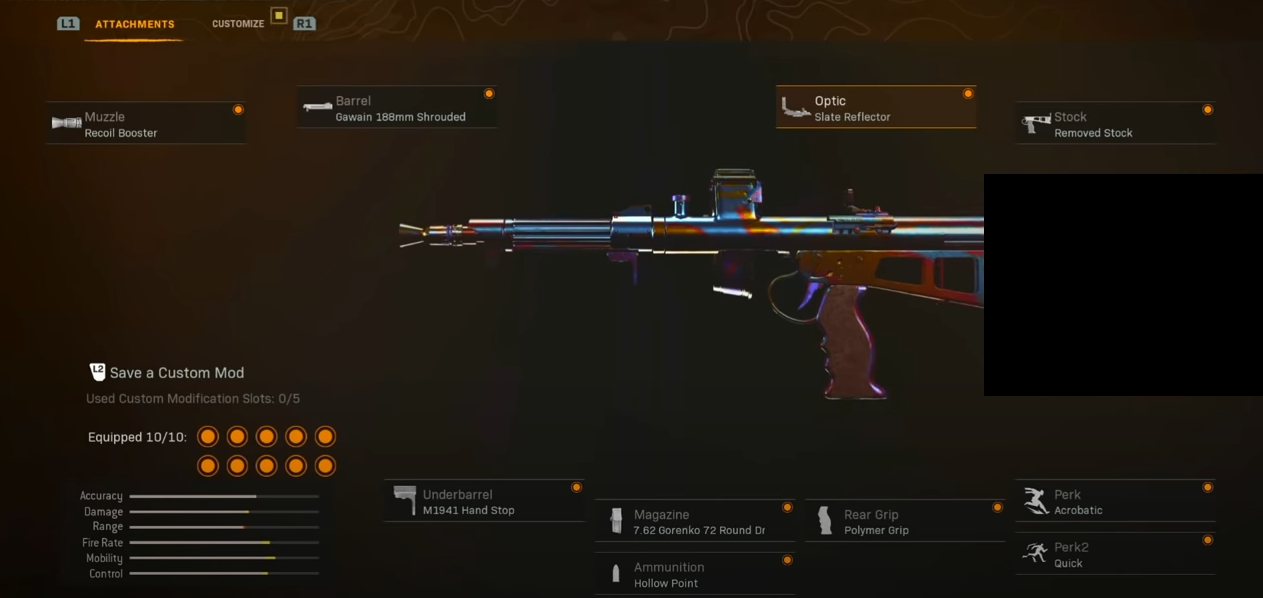 L1 ATTACHMENTS CUSTOMIZE R1
Muzzle
Recoil Booster
Barrel
Gawain 188mm Shrouded
Optic
Slate Reflector
Stock
Removed Stock
L2 Save a Custom Mod
Used Custom Modification Slots: 0/5
Equipped 10/10:
Accuracy
Damage
Range
Fire Rate
Mobility
Control
Underbarrel
M1941 Hand Stop
Magazine
7.62 Gorenko 72 Round Dr
Ammunition
Hollow Point
Rear Grip
Polymer Grip
Perk
Acrobatic
Perk2
Quick